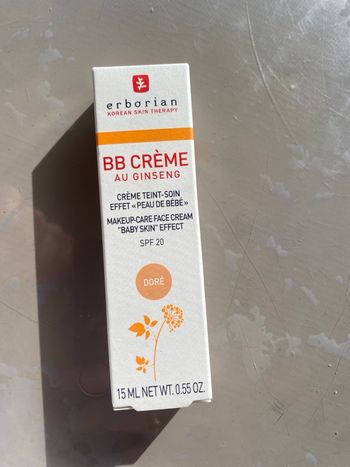 erborian
KOREAN SKIN THERAPY
BB CRÈME
AU GINSENG
CRÈME TEINT-SOIN
EFFET « PEAU DE BÉBÉ »
MAKEUP-CARE FACE CREAM
"BABY SKIN" EFFECT
SPF 20
DORÉ
15 ML NET WT. 0.55 OZ.